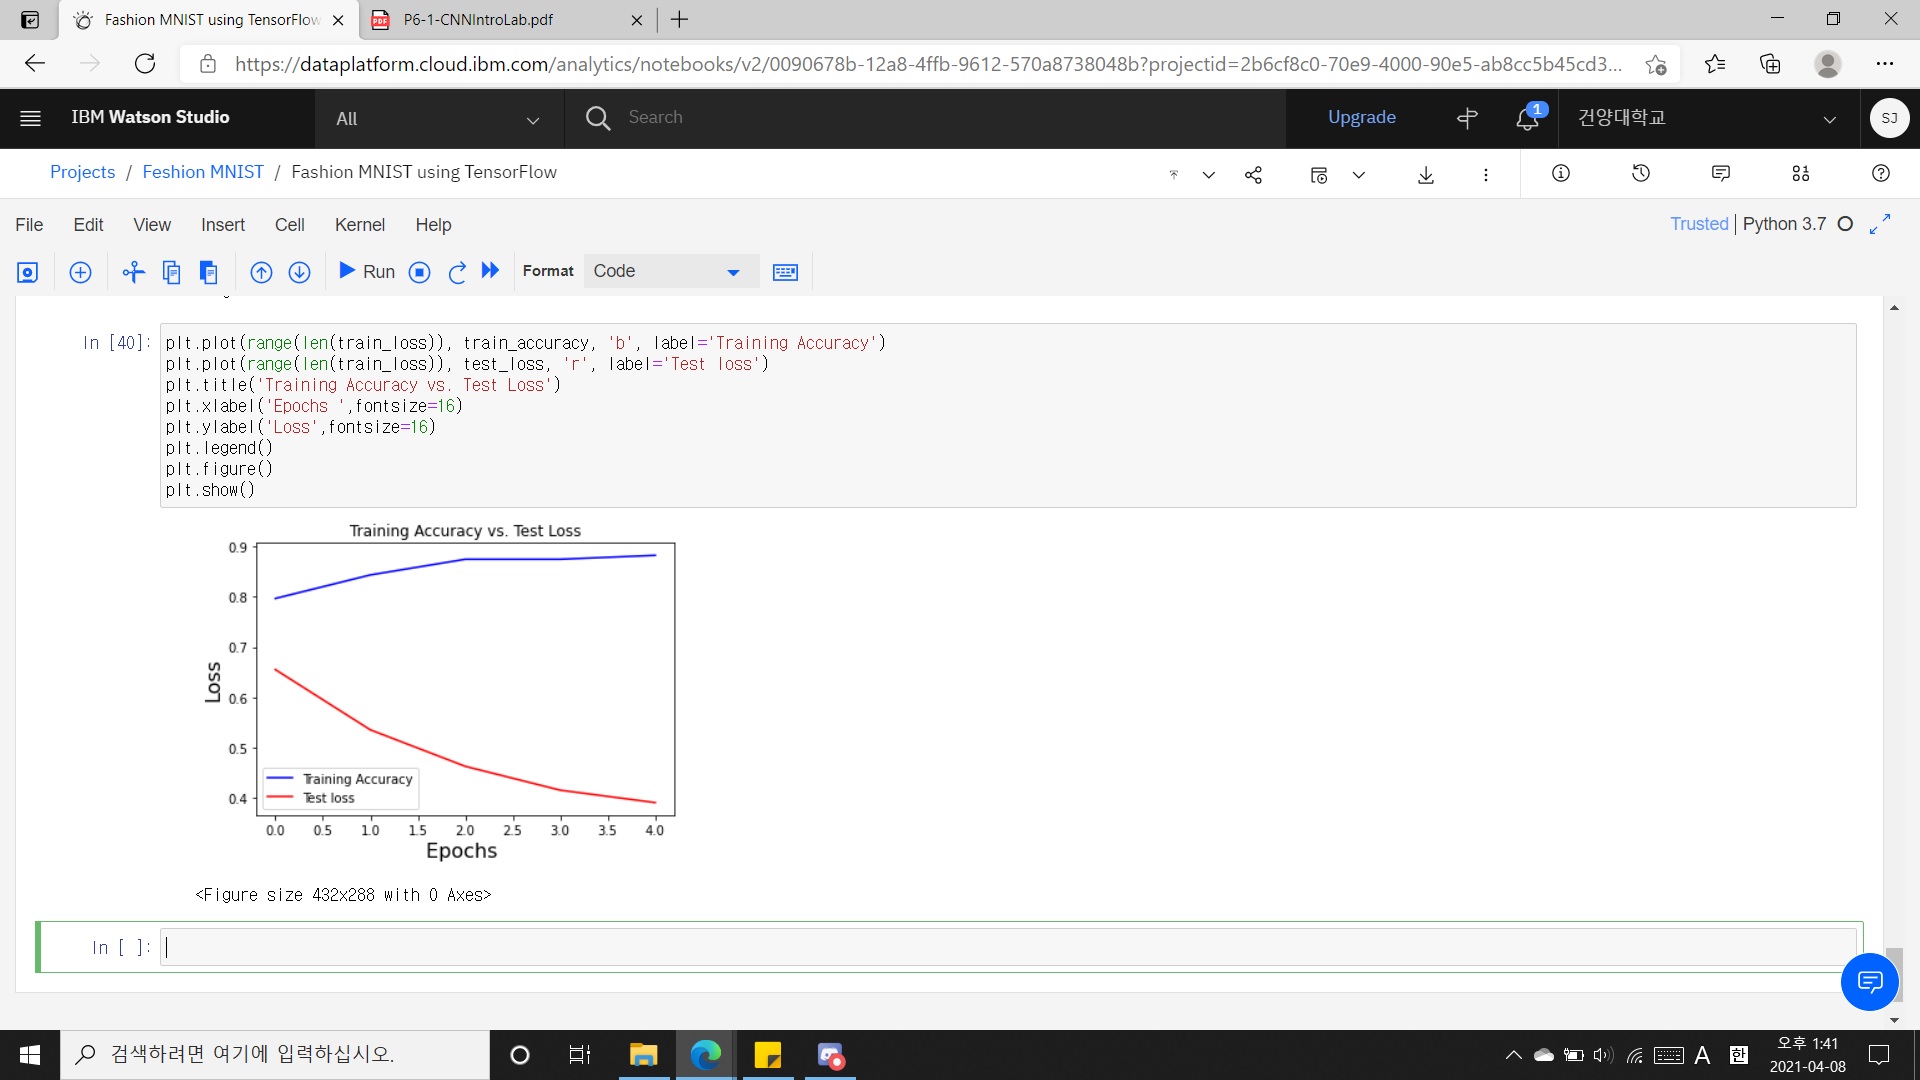 Fashion MNIST using TensorFlow
P6-1-CNNIntroLab.pdf
https://dataplatform.cloud.ibm.com/analytics/notebooks/v2/0090678b-12a8-4ffb-9612-570a8738048b?projectid=2b6cf8c0-70e9-4000-90e5-ab8cc5b45cd3...
IBM Watson Studio
All
Search
Upgrade
1
건양대학교
SJ
Projects / Feshion MNIST / Fashion MNIST using TensorFlow
File Edit View Insert Cell Kernel Help
Trusted | Python 3.7
Run
Format
Code
In [40]:
plt.plot(range(len(train_loss)), train_accuracy, 'b', label='Training Accuracy')
plt.plot(range(len(train_loss)), test_loss, 'r', label='Test loss')
plt.title('Training Accuracy vs. Test Loss')
plt.xlabel('Epochs ',fontsize=16)
plt.ylabel('Loss',fontsize=16)
plt.legend()
plt.figure()
plt.show()
Training Accuracy vs. Test Loss
0.9
0.8
0.7
0.6
0.5
0.4
Loss
Training Accuracy
Test loss
0.0 0.5 1.0 1.5 2.0 2.5 3.0 3.5 4.0
Epochs
<Figure size 432x288 with 0 Axes>
In [ ]:
검색하려면 여기에 입력하십시오.
A
한
오후 1:41
2021-04-08